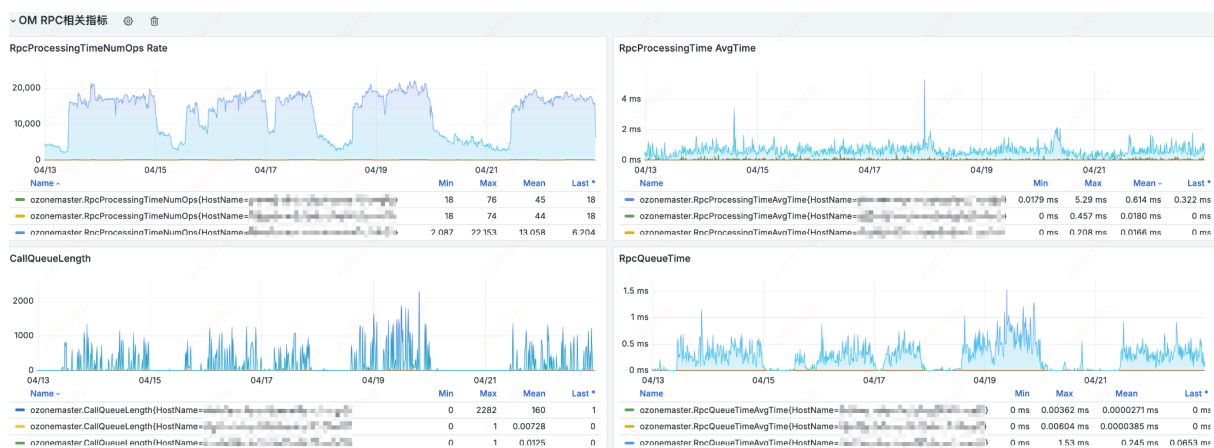 OM RPC相关指标
RpcProcessingTimeNumOps Rate
20,000
10,000
0
04/13 04/15 04/17 04/19 04/21
Name Min Max Mean Last *
ozonemaster.RpcProcessingTimeNumOps{HostName= 18 76 45 18
ozonemaster.RpcProcessingTimeNumOps{HostName= 18 74 44 18
ozonemaster.RpcProcessingTimeNumOps{HostName= 2,087 22,153 13,058 6,204
RpcProcessingTime AvgTime
4 ms
2 ms
0 ms
04/13 04/15 04/17 04/19 04/21
Name Min Max Mean Last *
ozonemaster.RpcProcessingTimeAvgTime{HostName= 0.0179 ms 5.29 ms 0.614 ms 0.322 ms
ozonemaster.RpcProcessingTimeAvgTime{HostName= 0 ms 0.457 ms 0.0180 ms 0 ms
ozonemaster.RpcProcessingTimeAvgTime{HostName= 0 ms 0.208 ms 0.0166 ms 0 ms
CallQueueLength
2000
1000
0
04/13 04/15 04/17 04/19 04/21
Name Min Max Mean Last *
ozonemaster.CallQueueLength{HostName= 0 2282 160 1
ozonemaster.CallQueueLength{HostName= 0 1 0.00728 0
ozonemaster.CallQueueLength{HostName= 0 1 0.0125 0
RpcQueueTime
1.5 ms
1 ms
0.5 ms
0 ms
04/13 04/15 04/17 04/19 04/21
Name Min Max Mean Last *
ozonemaster.RpcQueueTimeAvgTime{HostName= } 0 ms 0.00362 ms 0.0000271 ms 0 ms
ozonemaster.RpcQueueTimeAvgTime{HostName= } 0 ms 0.00604 ms 0.0000385 ms 0 ms
ozonemaster.RpcQueueTimeAvgTime{HostName= } 0 ms 1.53 ms 0.245 ms 0.0653 ms